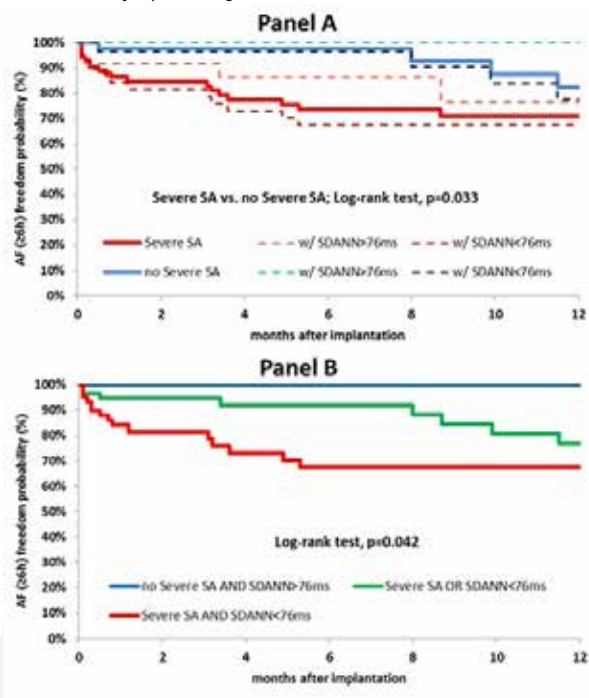 Panel A
AF (≥6h) freedom probability (%)
100%
90%
80%
70%
60%
50%
40%
30%
20%
10%
0%
Severe SA vs. no Severe SA; Log-rank test, p=0.033
Severe SA w/ SDANN>76ms w/ SDANN<76ms
no Severe SA w/ SDANN>76ms w/ SDANN<76ms
0 2 4 6 8 10 12
months after implantation
Panel B
AF (≥6h) freedom probability (%)
100%
90%
80%
70%
60%
50%
40%
30%
20%
10%
0%
Log-rank test, p=0.042
no Severe SA AND SDANN>76ms Severe SA OR SDANN<76ms
Severe SA AND SDANN<76ms
0 2 4 6 8 10 12
months after implantation